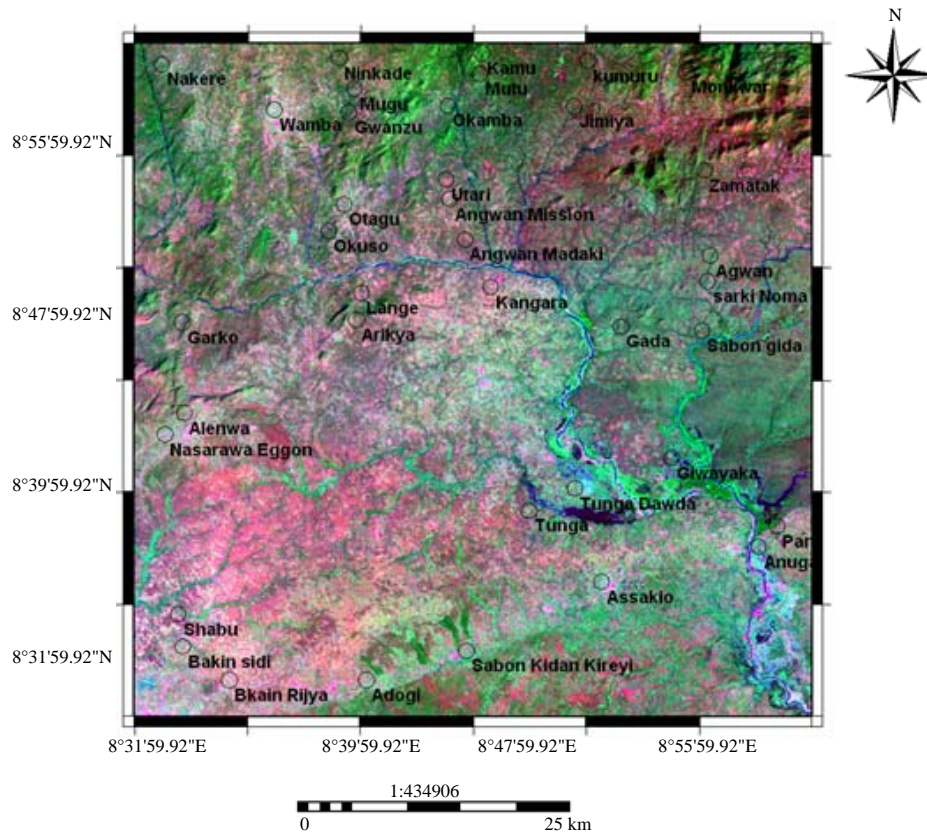 N
Nakere
Ninkade
Kamu
kumuru
Monkwar
Mutu
Mugu
Wamba
Gwanzu
Okamba
Jimiya
8°55'59.92"N
Zamatak
Utari
Otagu
Angwan Mission
Okuso
Angwan Madaki
Agwan
Kangara
sarki Noma
Lange
8°47'59.92"N
Garko
Arikya
Gada
Sabon gida
Alenwa
Nasarawa Eggon
Giwayaka
8°39'59.92"N
Tunga Dawda
Tunga
Par
Anuga
Assakio
Shabu
8°31'59.92"N
Bakin sidi
Sabon Kidan Kireyi
Bkain Rijya
Adogi
8°31'59.92"E 8°39'59.92"E 8°47'59.92"E 8°55'59.92"E
1:434906
0 25 km